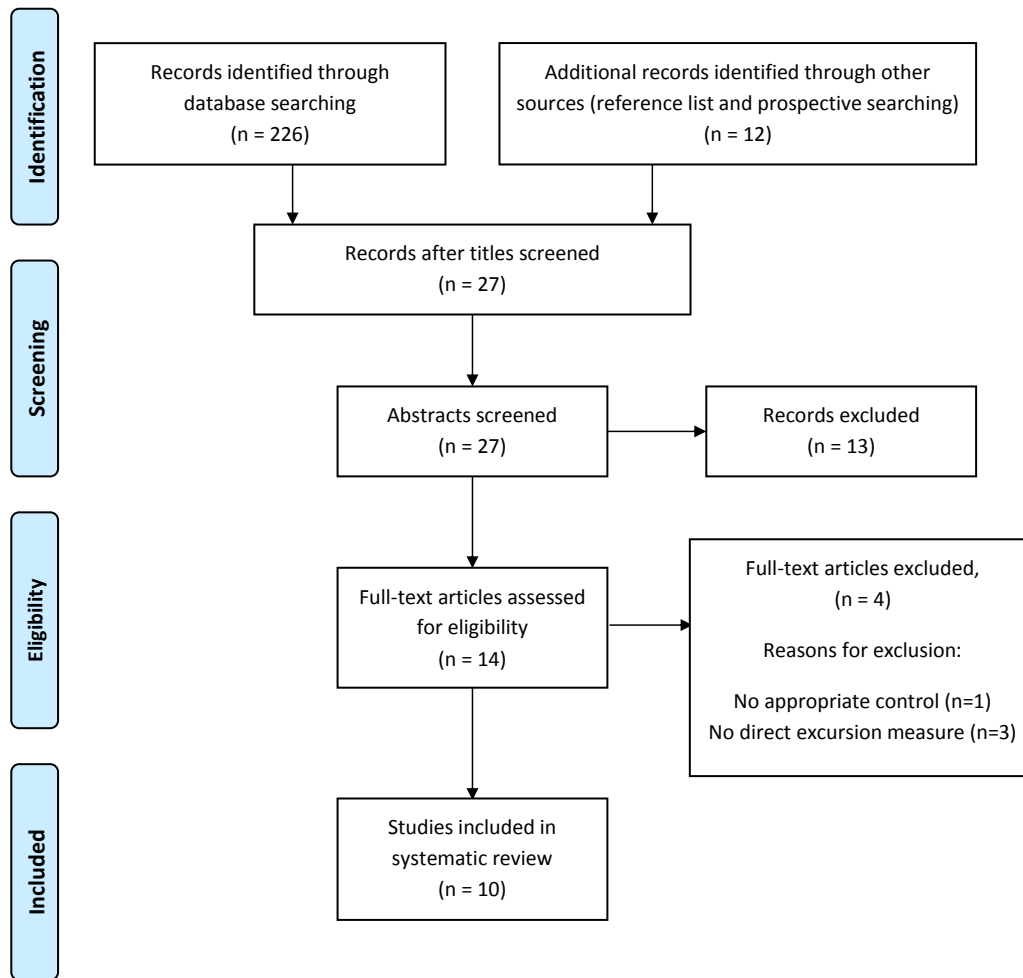 Identification
Records identified through
database searching
(n = 226)
Additional records identified through other
sources (reference list and prospective searching)
(n = 12)
Screening
Records after titles screened
(n = 27)
Abstracts screened
(n = 27)
Records excluded
(n = 13)
Eligibility
Full-text articles assessed
for eligibility
(n = 14)
Full-text articles excluded,
(n = 4)
Reasons for exclusion:
No appropriate control (n=1)
No direct excursion measure (n=3)
Included
Studies included in
systematic review
(n = 10)